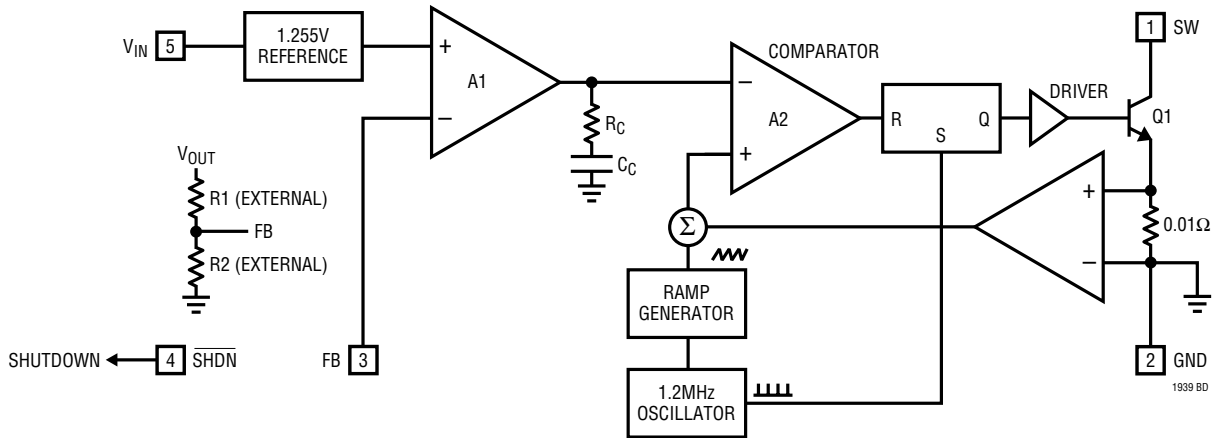 V_IN 5
1.255V
REFERENCE
+
−
A1
R_C
C_C
V_OUT
R1 (EXTERNAL)
FB
R2 (EXTERNAL)
SHUTDOWN
4 S̅H̅D̅N̅
FB 3
COMPARATOR
−
+
A2
R
S
Q
DRIVER
1 SW
Q1
+
−
0.01Ω
Σ
RAMP
GENERATOR
1.2MHz
OSCILLATOR
2 GND
1939 BD